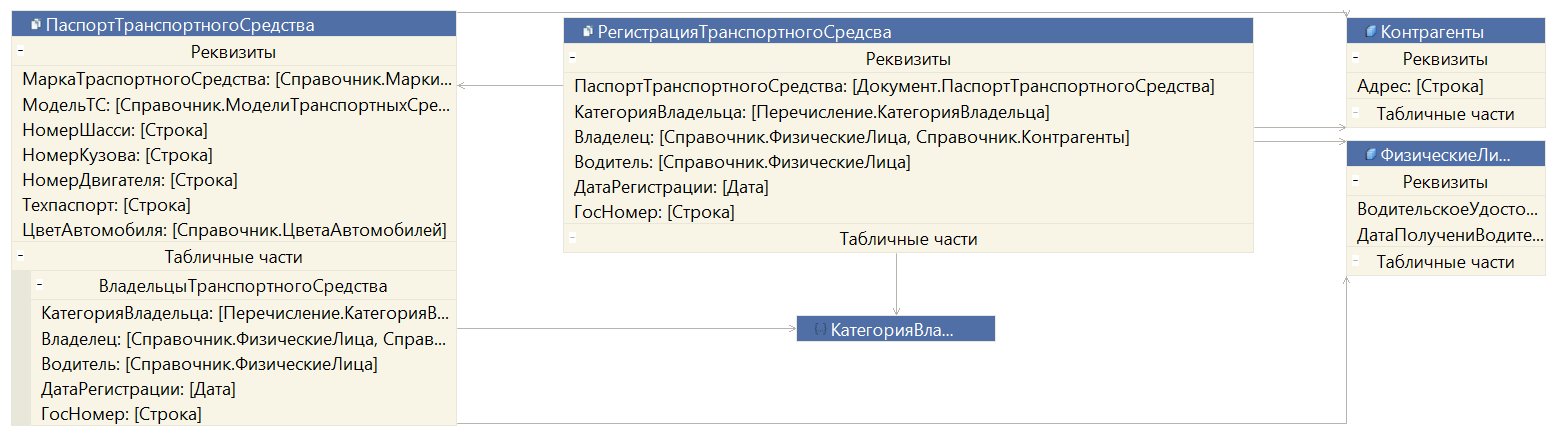 ПаспортТранспортногоСредства
Реквизиты
МаркаТраспортногоСредства: [Справочник.Марки...
МодельТС: [Справочник.МоделиТранспортныхСре...
НомерШасси: [Строка]
НомерКузова: [Строка]
НомерДвигателя: [Строка]
Техпаспорт: [Строка]
ЦветАвтомобиля: [Справочник.ЦветаАвтомобилей]
Табличные части
ВладельцыТранспортногоСредства
КатегорияВладельца: [Перечисление.КатегорияВ...
Владелец: [Справочник.ФизическиеЛица, Справ...
Водитель: [Справочник.ФизическиеЛица]
ДатаРегистрации: [Дата]
ГосНомер: [Строка]
РегистрацияТранспортногоСредсва
Реквизиты
ПаспортТранспортногоСредства: [Документ.ПаспортТранспортногоСредства]
КатегорияВладельца: [Перечисление.КатегорияВладельца]
Владелец: [Справочник.ФизическиеЛица, Справочник.Контрагенты]
Водитель: [Справочник.ФизическиеЛица]
ДатаРегистрации: [Дата]
ГосНомер: [Строка]
Табличные части
КатегорияВла...
Контрагенты
Реквизиты
Адрес: [Строка]
Табличные части
ФизическиеЛи...
Реквизиты
ВодительскоеУдосто...
ДатаПолучениВодите...
Табличные части